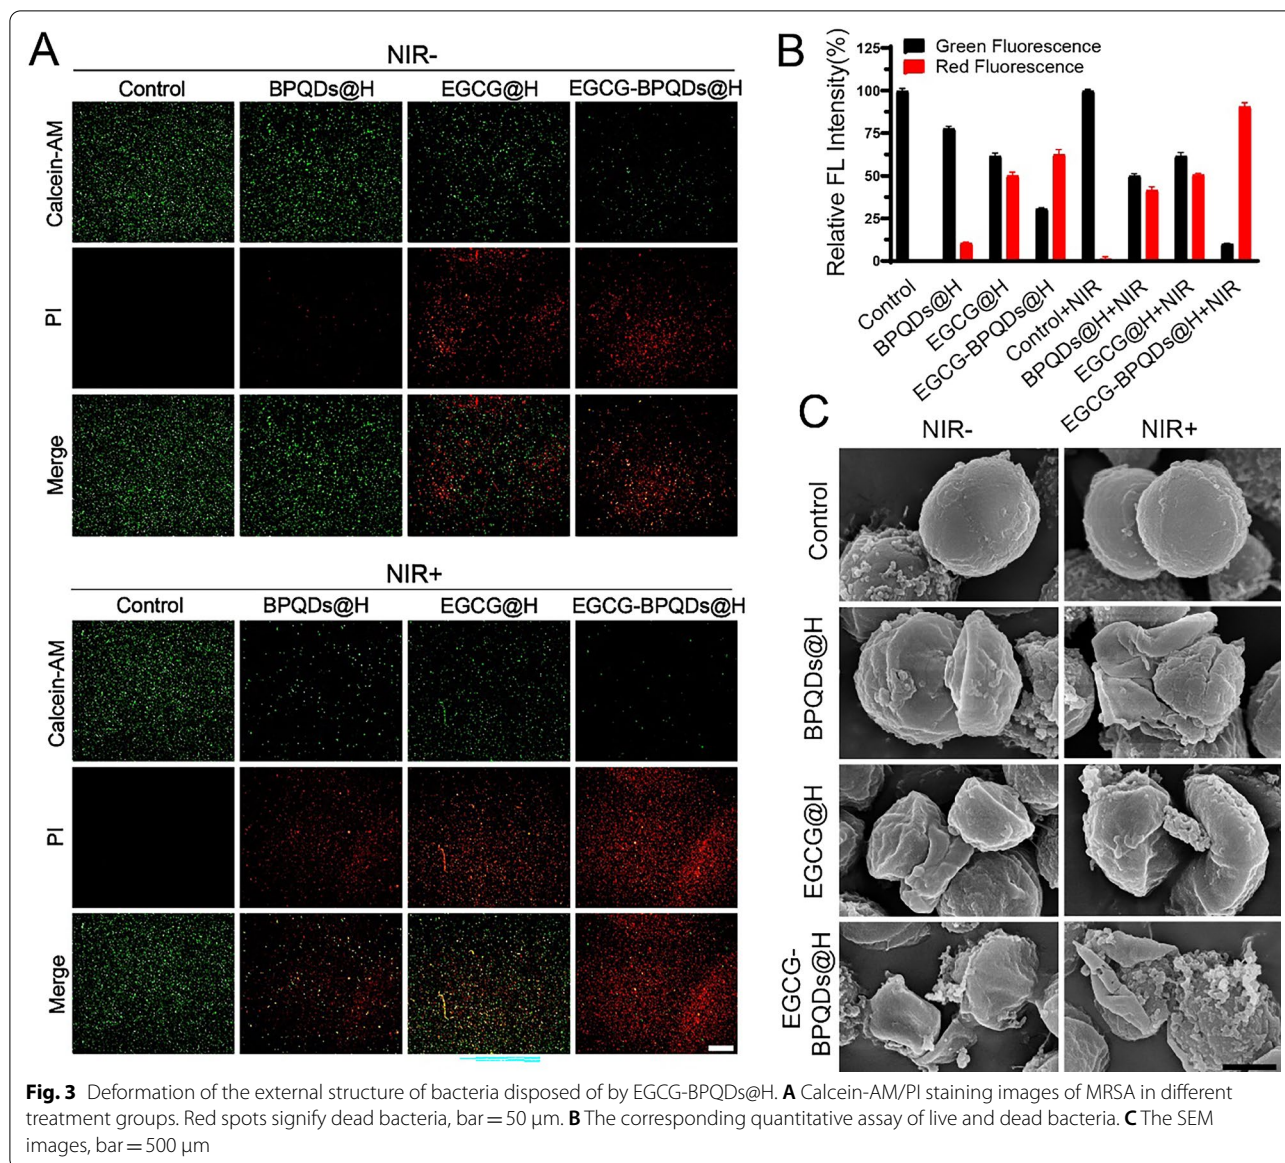 A
NIR-
Control BPQDs@H EGCG@H EGCG-BPQDs@H
Calcein-AM
PI
Merge
NIR+
Control BPQDs@H EGCG@H EGCG-BPQDs@H
Calcein-AM
PI
Merge
B
Green Fluorescence
Red Fluorescence
Relative FL Intensity(%)
125
100
75
50
25
0
Control
BPQDs@H
EGCG@H
EGCG-BPQDs@H
Control+NIR
BPQDs@H+NIR
EGCG@H+NIR
EGCG-BPQDs@H+NIR
C
NIR- NIR+
Control
BPQDs@H
EGCG@H
EGCG-
BPQDs@H
Fig. 3 Deformation of the external structure of bacteria disposed of by EGCG-BPQDs@H. A Calcein-AM/PI staining images of MRSA in different
treatment groups. Red spots signify dead bacteria, bar = 50 μm. B The corresponding quantitative assay of live and dead bacteria. C The SEM
images, bar = 500 μm